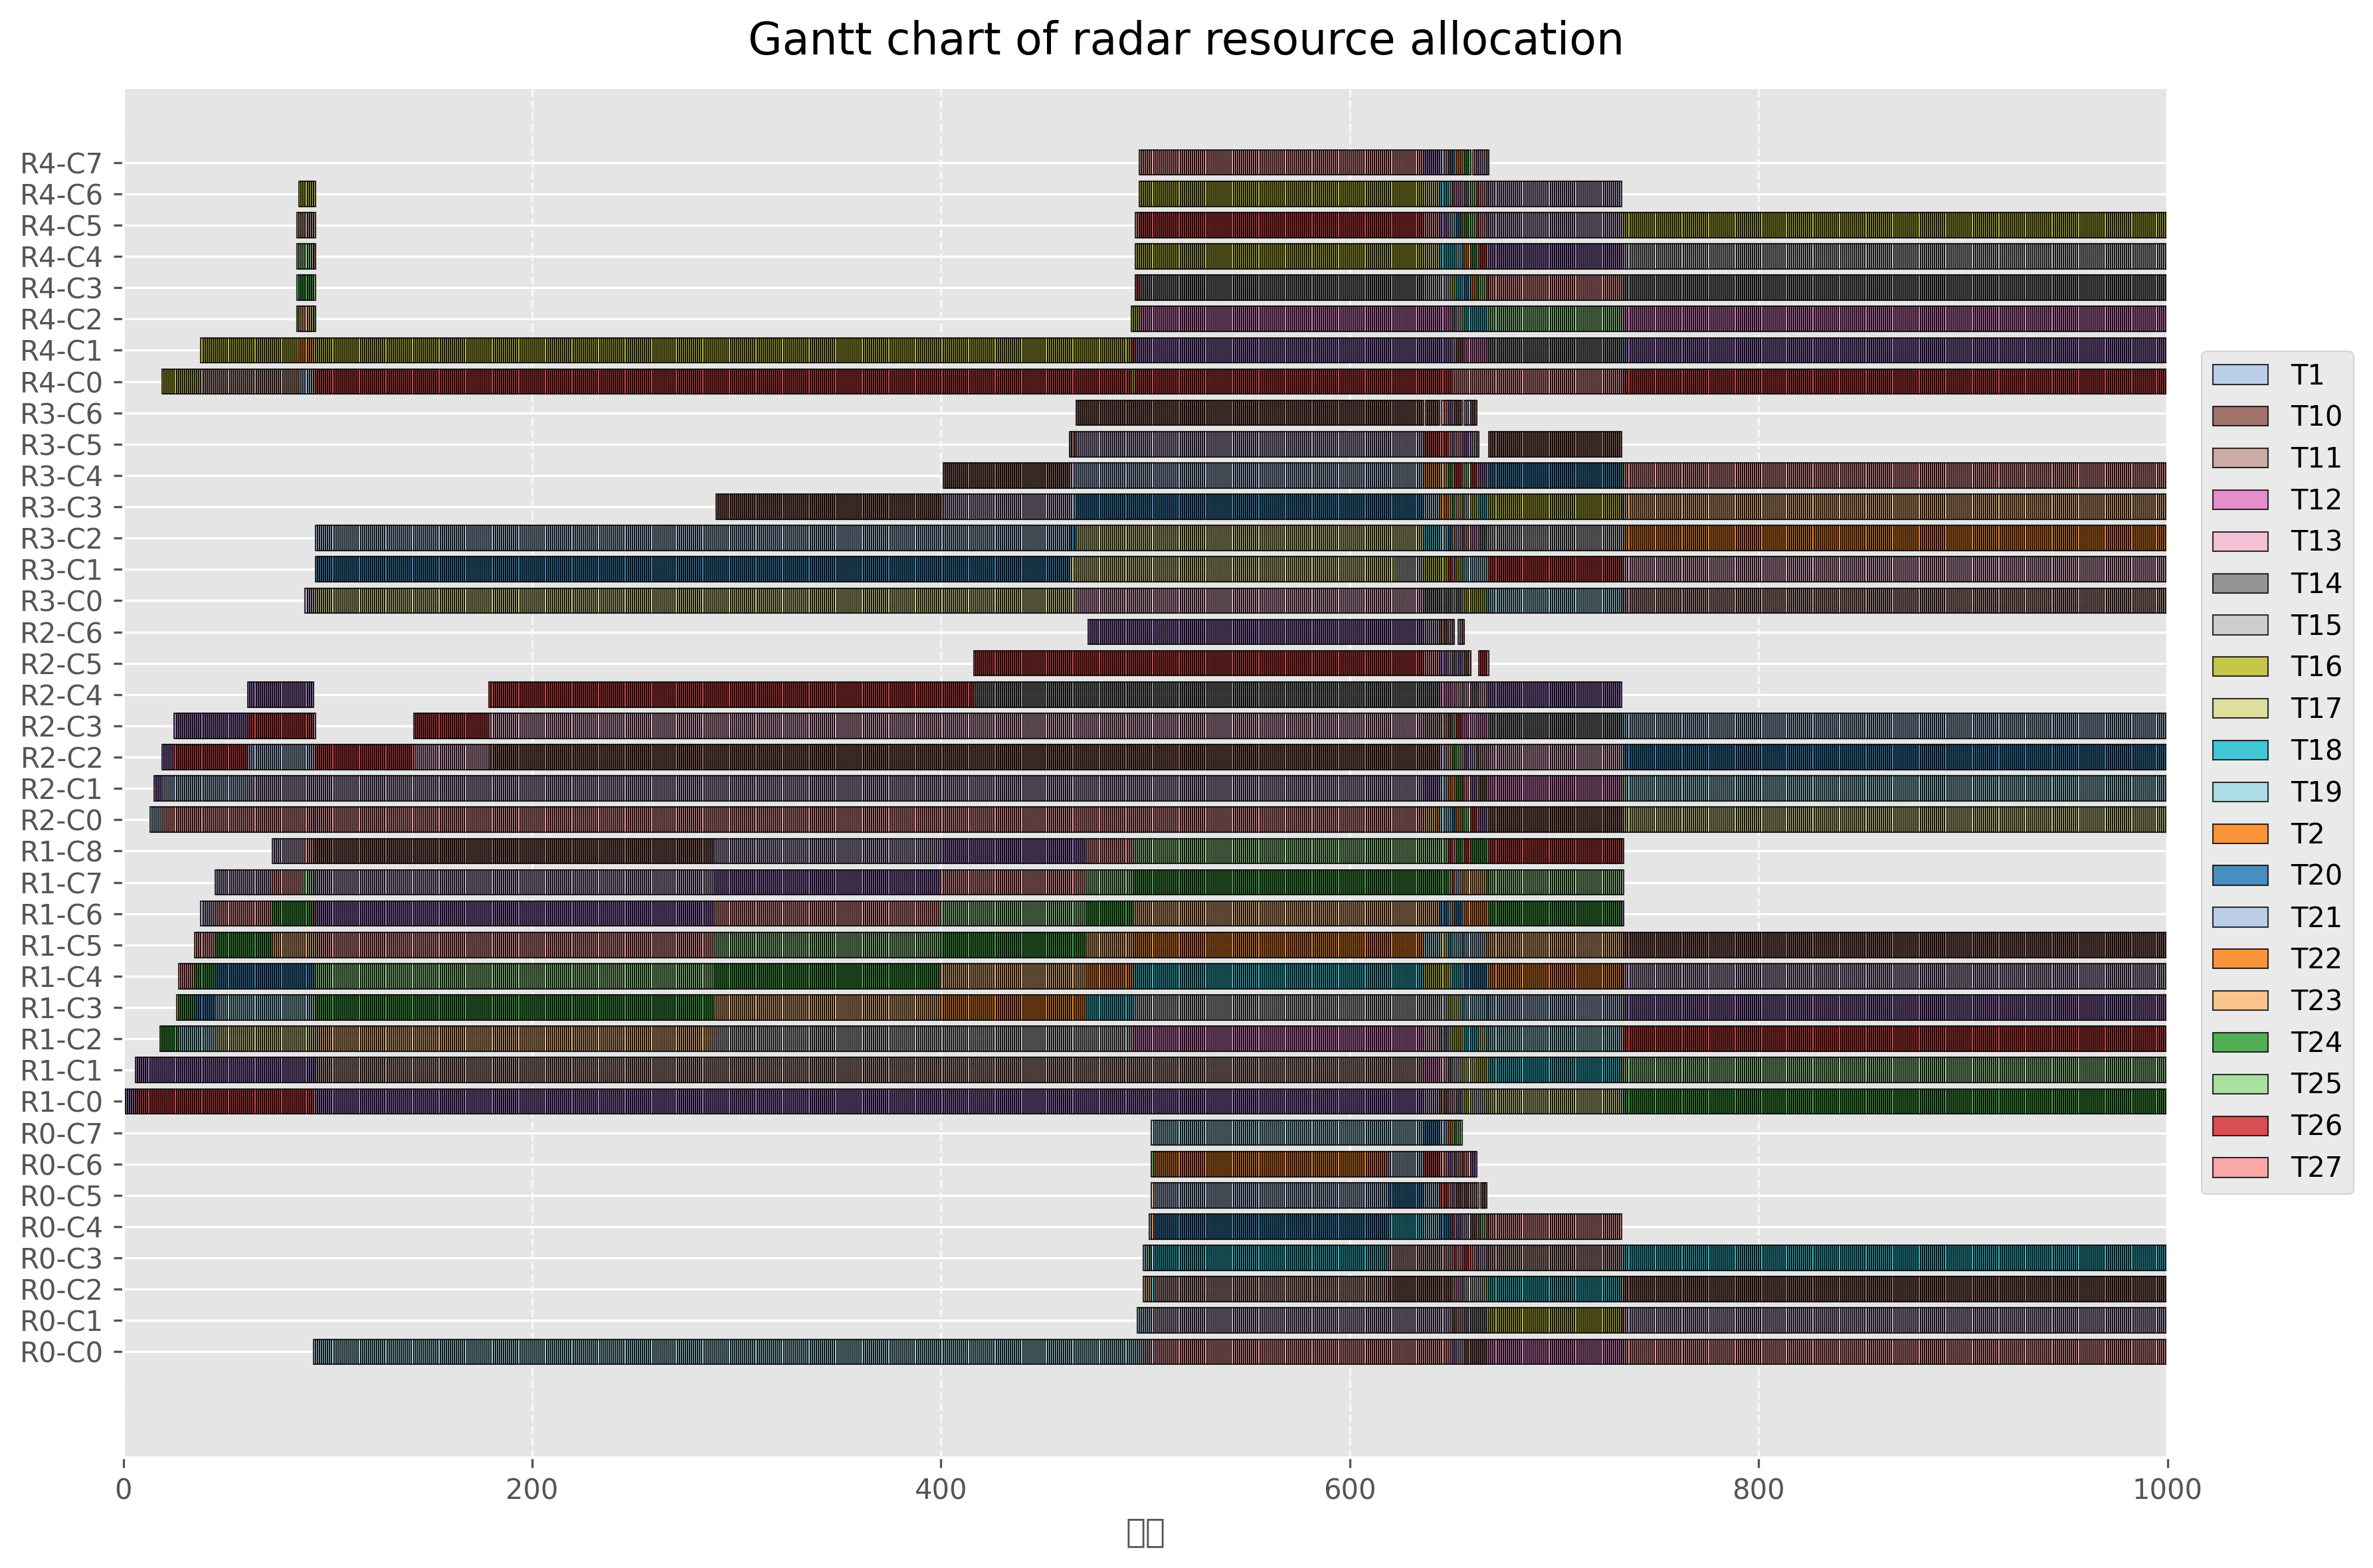 Gantt chart of radar resource allocation
R4-C7
R4-C6
R4-C5
R4-C4
R4-C3
R4-C2
R4-C1
R4-C0
R3-C6
R3-C5
R3-C4
R3-C3
R3-C2
R3-C1
R3-C0
R2-C6
R2-C5
R2-C4
R2-C3
R2-C2
R2-C1
R2-C0
R1-C8
R1-C7
R1-C6
R1-C5
R1-C4
R1-C3
R1-C2
R1-C1
R1-C0
R0-C7
R0-C6
R0-C5
R0-C4
R0-C3
R0-C2
R0-C1
R0-C0
0 200 400 600 800 1000
T1
T10
T11
T12
T13
T14
T15
T16
T17
T18
T19
T2
T20
T21
T22
T23
T24
T25
T26
T27